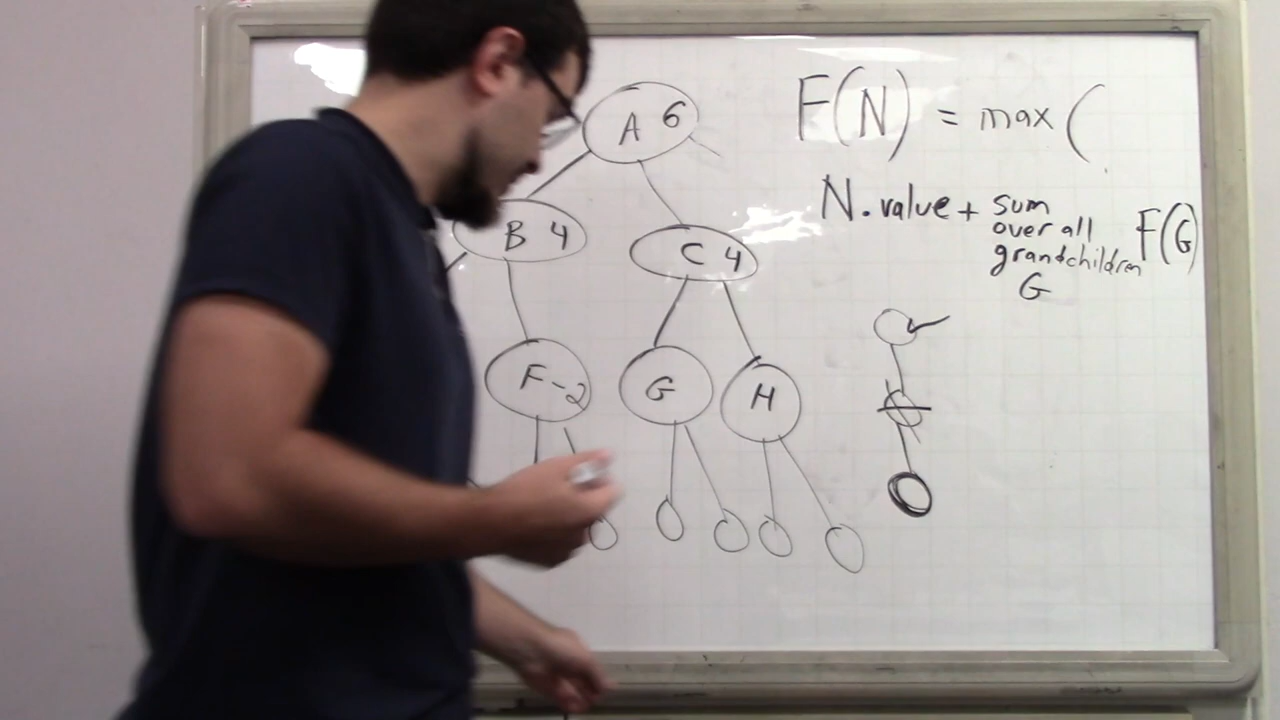 A 6
F(N) = max (
B 4
C 4
N.value + sum
over all
grandchildren
G
F(G)
F -2
G
H